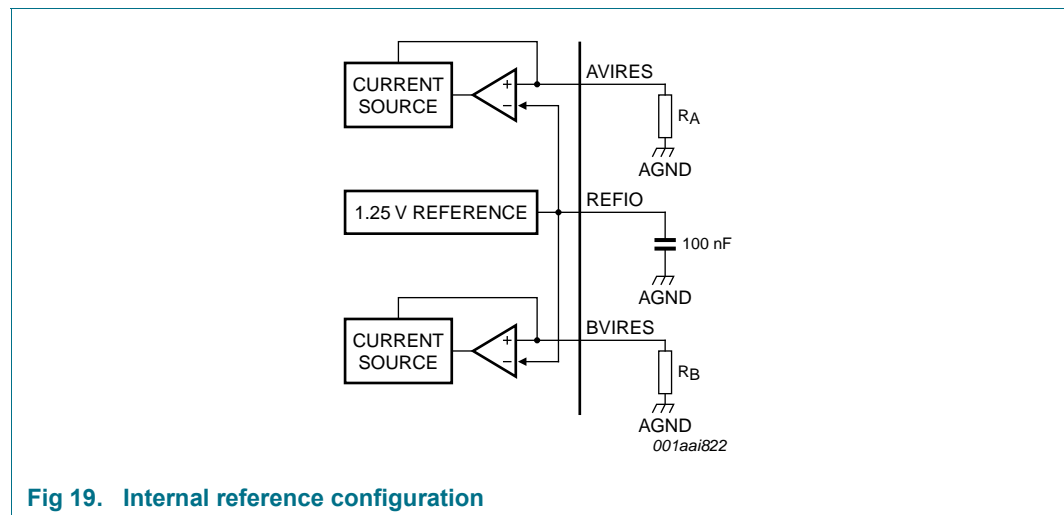 CURRENT
SOURCE
+
−
AVIRES
RA
AGND
1.25 V REFERENCE
REFIO
100 nF
AGND
CURRENT
SOURCE
+
−
BVIRES
RB
AGND
001aai822
Fig 19. Internal reference configuration